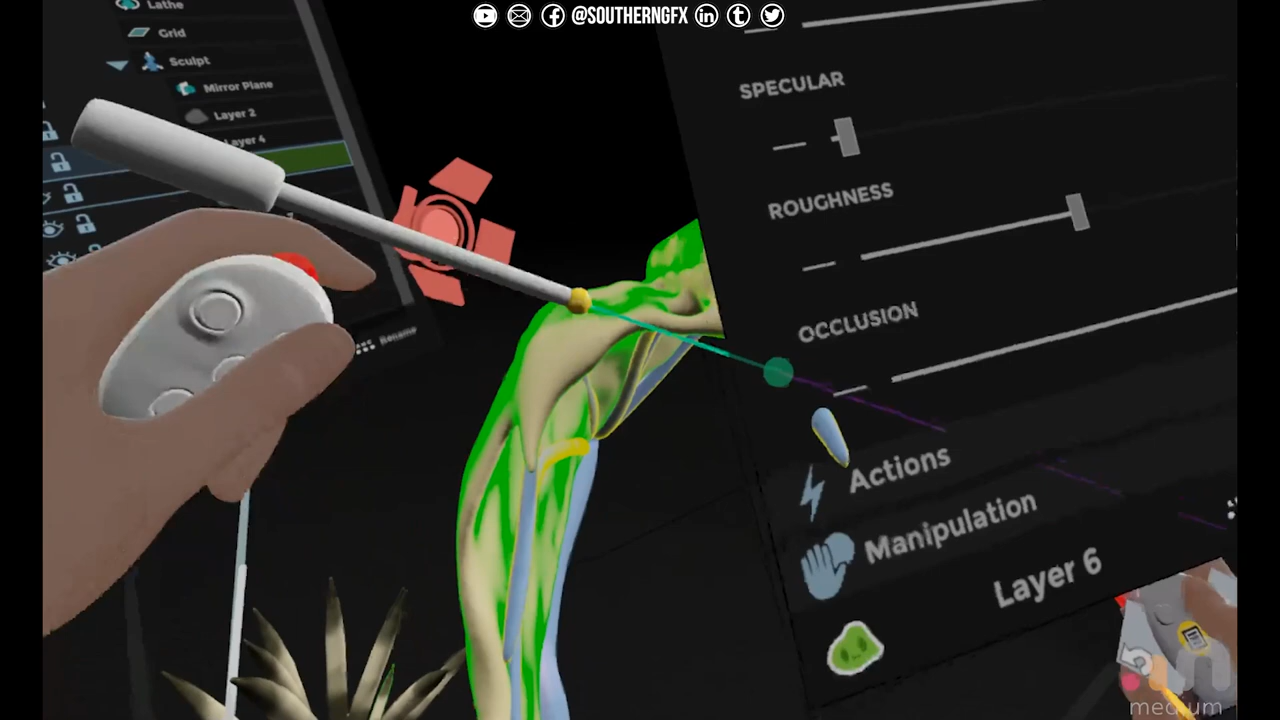 @SOUTHERNGFX
Lathe
Grid
Sculpt
Mirror Plane
Layer 2
Layer 4
Rename
SPECULAR
ROUGHNESS
OCCLUSION
Actions
Manipulation
Layer 6
medium